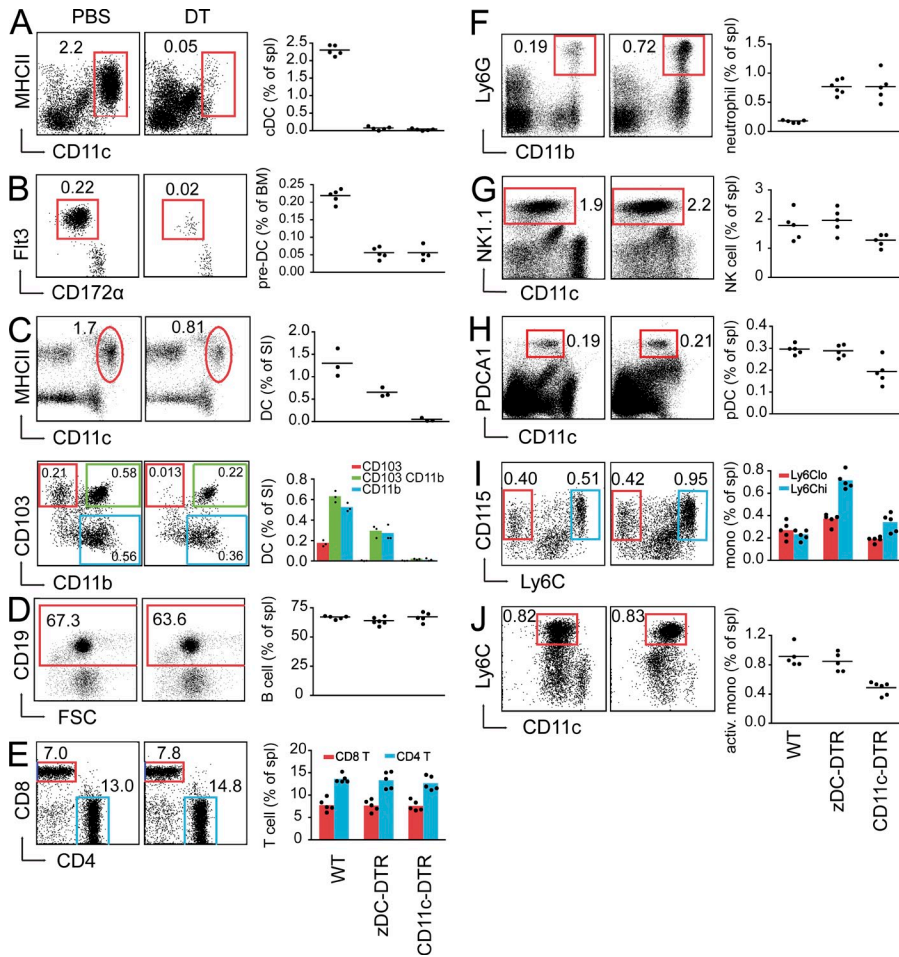 A
PBS
DT
MHCII
2.2
0.05
CD11c
cDC (% of spl)
2.5
2.0
1.5
1.0
0.5
0.0
B
0.22
0.02
Flt3
CD172α
pre-DC (% of BM)
0.25
0.20
0.15
0.10
0.05
0.00
C
1.7
0.81
MHCII
CD11c
DC (% of SI)
1.5
1.0
0.5
0.0
0.21
0.58
0.013
0.22
0.56
0.36
CD103
CD11b
DC (% of SI)
0.8
0.6
0.4
0.2
0
CD103
CD103 CD11b
CD11b
D
67.3
63.6
CD19
FSC
B cell (% of spl)
75
50
25
0
E
7.0
7.8
13.0
14.8
CD8
CD4
T cell (% of spl)
20
15
10
5
0
CD8 T
CD4 T
WT
zDC-DTR
CD11c-DTR
F
0.19
0.72
Ly6G
CD11b
neutrophil (% of spl)
1.5
1.0
0.5
0.0
G
1.9
2.2
NK1.1
CD11c
NK cell (% of spl)
3
2
1
0
H
0.19
0.21
PDCA1
CD11c
pDC (% of spl)
0.4
0.3
0.2
0.1
0.0
I
0.40
0.51
0.42
0.95
CD115
Ly6C
mono (% of spl)
0.8
0.6
0.4
0.2
0
Ly6Clo
Ly6Chi
J
0.82
0.83
Ly6C
CD11c
activ. mono (% of spl)
1.2
0.8
0.4
0.0
WT
zDC-DTR
CD11c-DTR